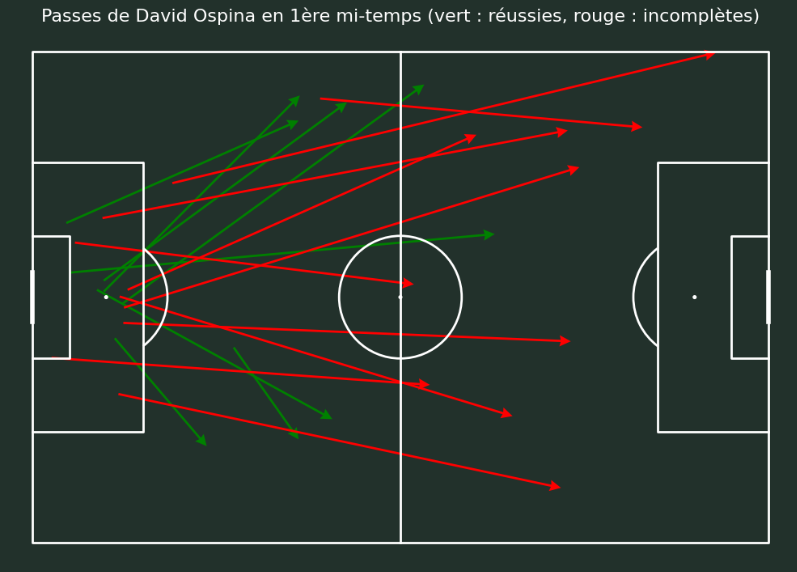 Passes de David Ospina en 1ère mi-temps (vert : réussies, rouge : incomplètes)